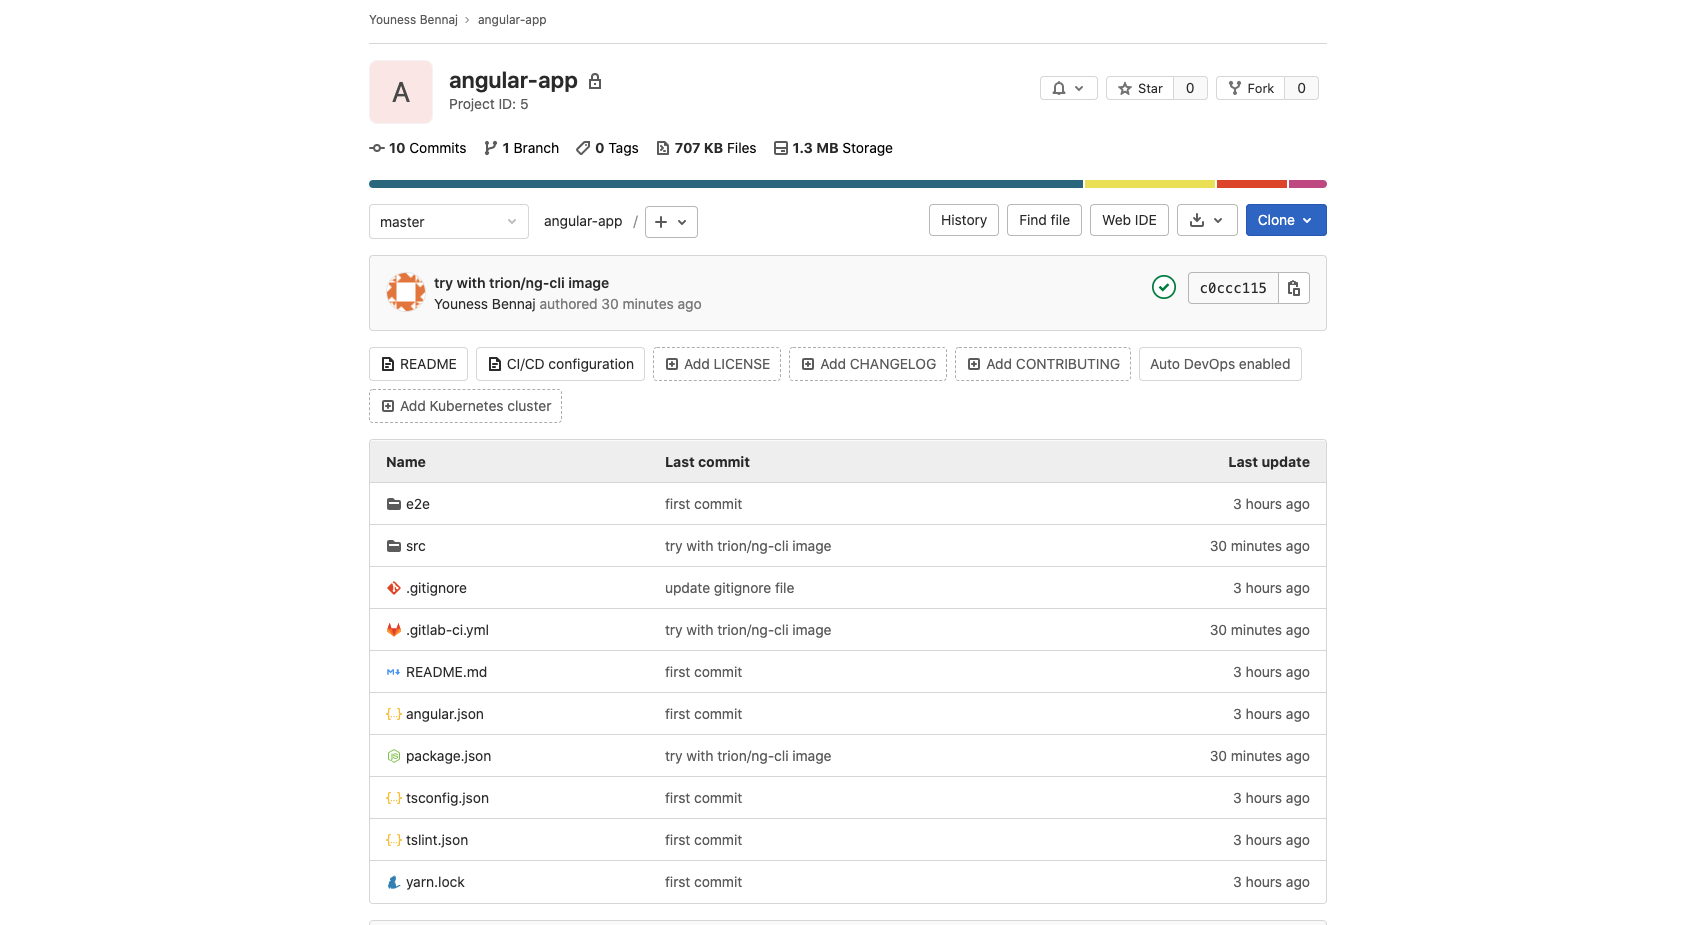 Youness Bennaj › angular-app
A angular-app
Project ID: 5
Star 0 Fork 0
10 Commits 1 Branch 0 Tags 707 KB Files 1.3 MB Storage
master angular-app / + History Find file Web IDE Clone
try with trion/ng-cli image
Youness Bennaj authored 30 minutes ago
c0ccc115
README CI/CD configuration Add LICENSE Add CHANGELOG Add CONTRIBUTING Auto DevOps enabled
Add Kubernetes cluster
Name Last commit Last update
e2e first commit 3 hours ago
src try with trion/ng-cli image 30 minutes ago
.gitignore update gitignore file 3 hours ago
.gitlab-ci.yml try with trion/ng-cli image 30 minutes ago
README.md first commit 3 hours ago
angular.json first commit 3 hours ago
package.json try with trion/ng-cli image 30 minutes ago
tsconfig.json first commit 3 hours ago
tslint.json first commit 3 hours ago
yarn.lock first commit 3 hours ago